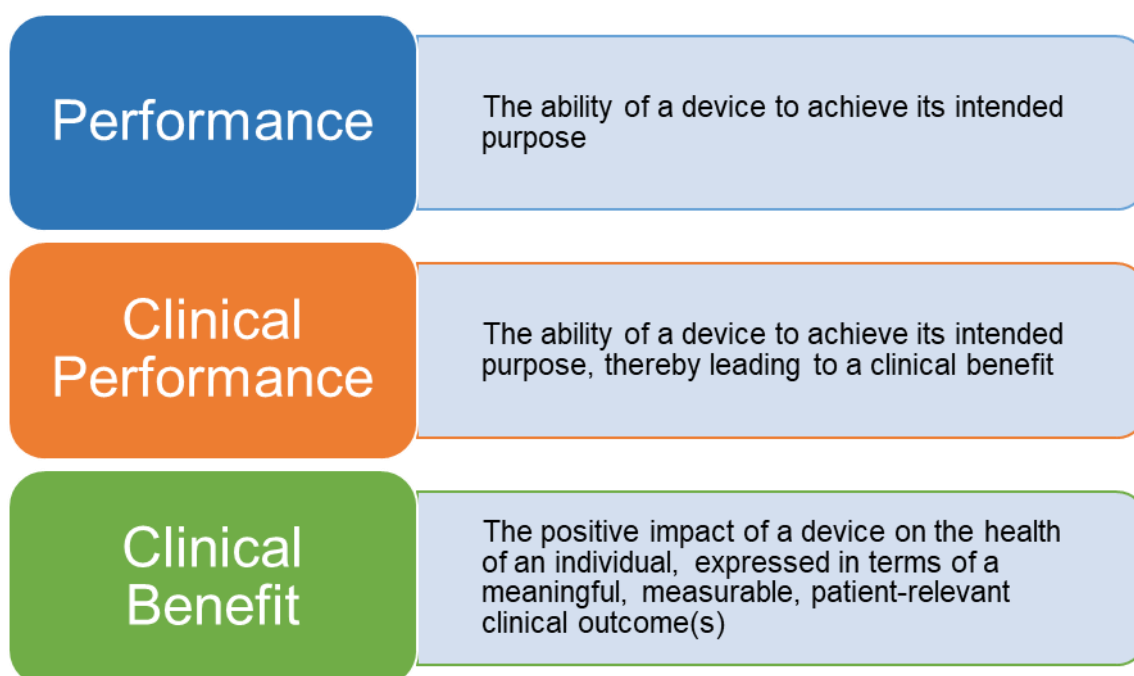 Performance
The ability of a device to achieve its intended
purpose
Clinical
Performance
The ability of a device to achieve its intended
purpose, thereby leading to a clinical benefit
Clinical
Benefit
The positive impact of a device on the health
of an individual, expressed in terms of a
meaningful, measurable, patient-relevant
clinical outcome(s)